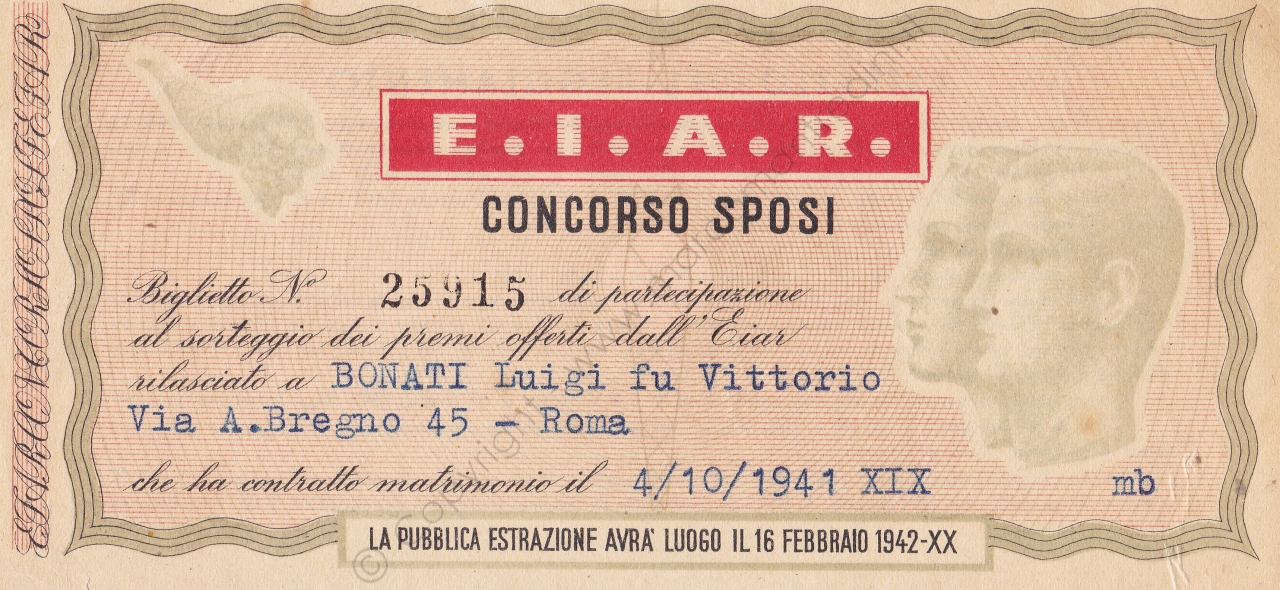 E.I.A.R.
CONCORSO SPOSI
Biglietto N.º 25915 di partecipazione
al sorteggio dei premi offerti dall'Eiar
rilasciato a BONATI Luigi fu Vittorio
Via A.Bregno 45 - Roma
che ha contratto matrimonio il 4/10/1941 XIX mb
LA PUBBLICA ESTRAZIONE AVRA' LUOGO IL 16 FEBBRAIO 1942-XX